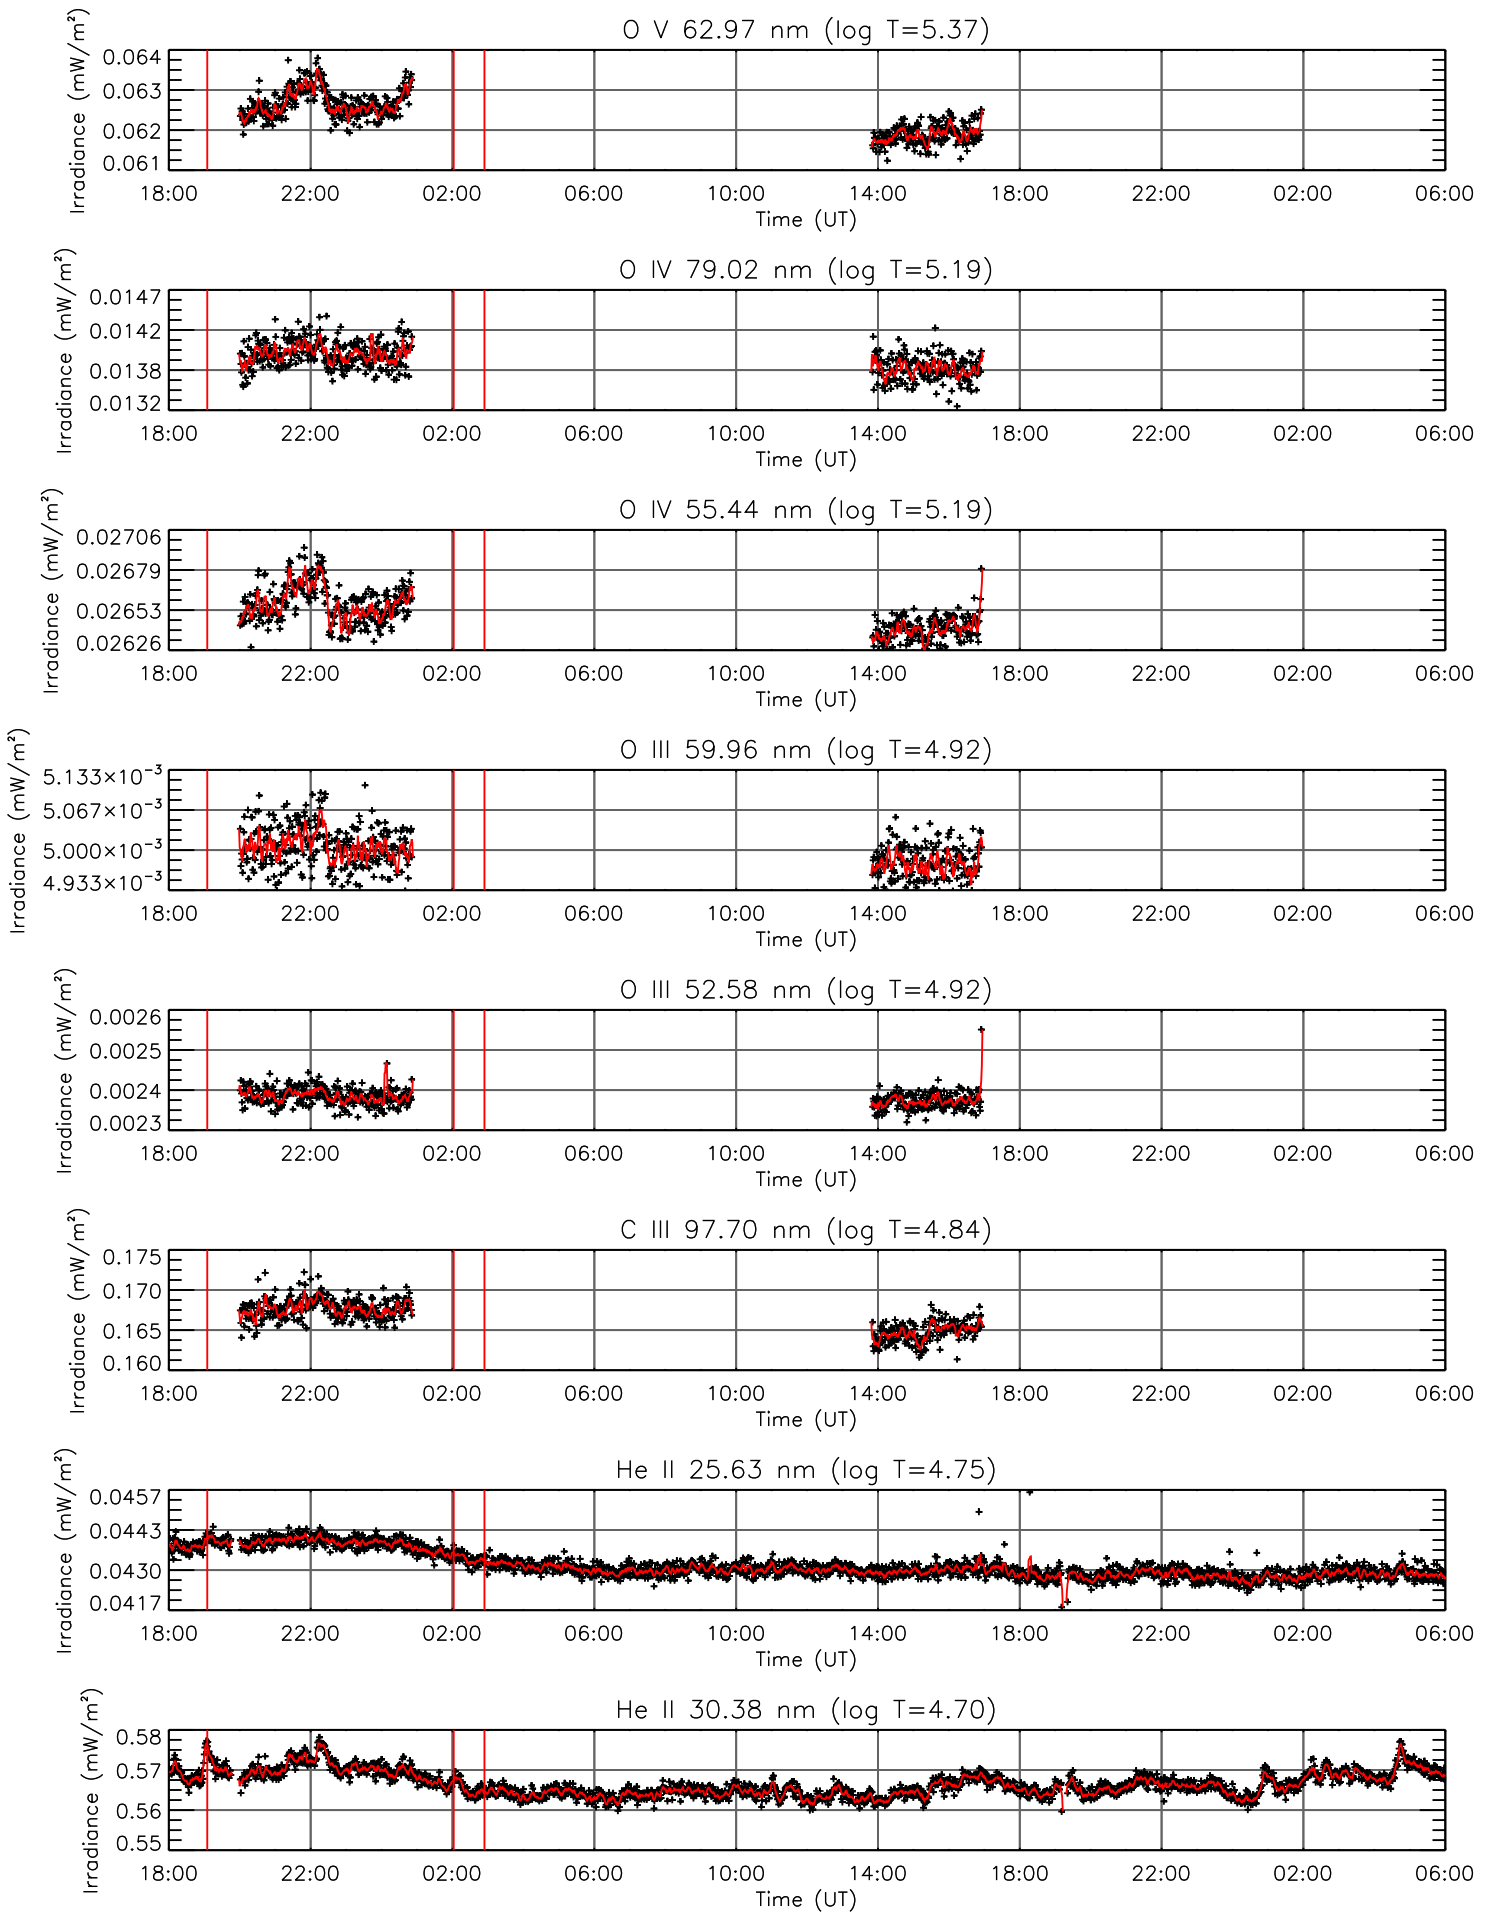 O V 62.97 nm (log T=5.37)
Irradiance (mW/m²)
0.064
0.063
0.062
0.061
18:00 22:00 02:00 06:00 10:00 14:00 18:00 22:00 02:00 06:00
Time (UT)
O IV 79.02 nm (log T=5.19)
Irradiance (mW/m²)
0.0147
0.0142
0.0138
0.0132
18:00 22:00 02:00 06:00 10:00 14:00 18:00 22:00 02:00 06:00
Time (UT)
O IV 55.44 nm (log T=5.19)
Irradiance (mW/m²)
0.02706
0.02679
0.02653
0.02626
18:00 22:00 02:00 06:00 10:00 14:00 18:00 22:00 02:00 06:00
Time (UT)
O III 59.96 nm (log T=4.92)
Irradiance (mW/m²)
5.133×10⁻³
5.067×10⁻³
5.000×10⁻³
4.933×10⁻³
18:00 22:00 02:00 06:00 10:00 14:00 18:00 22:00 02:00 06:00
Time (UT)
O III 52.58 nm (log T=4.92)
Irradiance (mW/m²)
0.0026
0.0025
0.0024
0.0023
18:00 22:00 02:00 06:00 10:00 14:00 18:00 22:00 02:00 06:00
Time (UT)
C III 97.70 nm (log T=4.84)
Irradiance (mW/m²)
0.175
0.170
0.165
0.160
18:00 22:00 02:00 06:00 10:00 14:00 18:00 22:00 02:00 06:00
Time (UT)
He II 25.63 nm (log T=4.75)
Irradiance (mW/m²)
0.0457
0.0443
0.0430
0.0417
18:00 22:00 02:00 06:00 10:00 14:00 18:00 22:00 02:00 06:00
Time (UT)
He II 30.38 nm (log T=4.70)
Irradiance (mW/m²)
0.58
0.57
0.56
0.55
18:00 22:00 02:00 06:00 10:00 14:00 18:00 22:00 02:00 06:00
Time (UT)